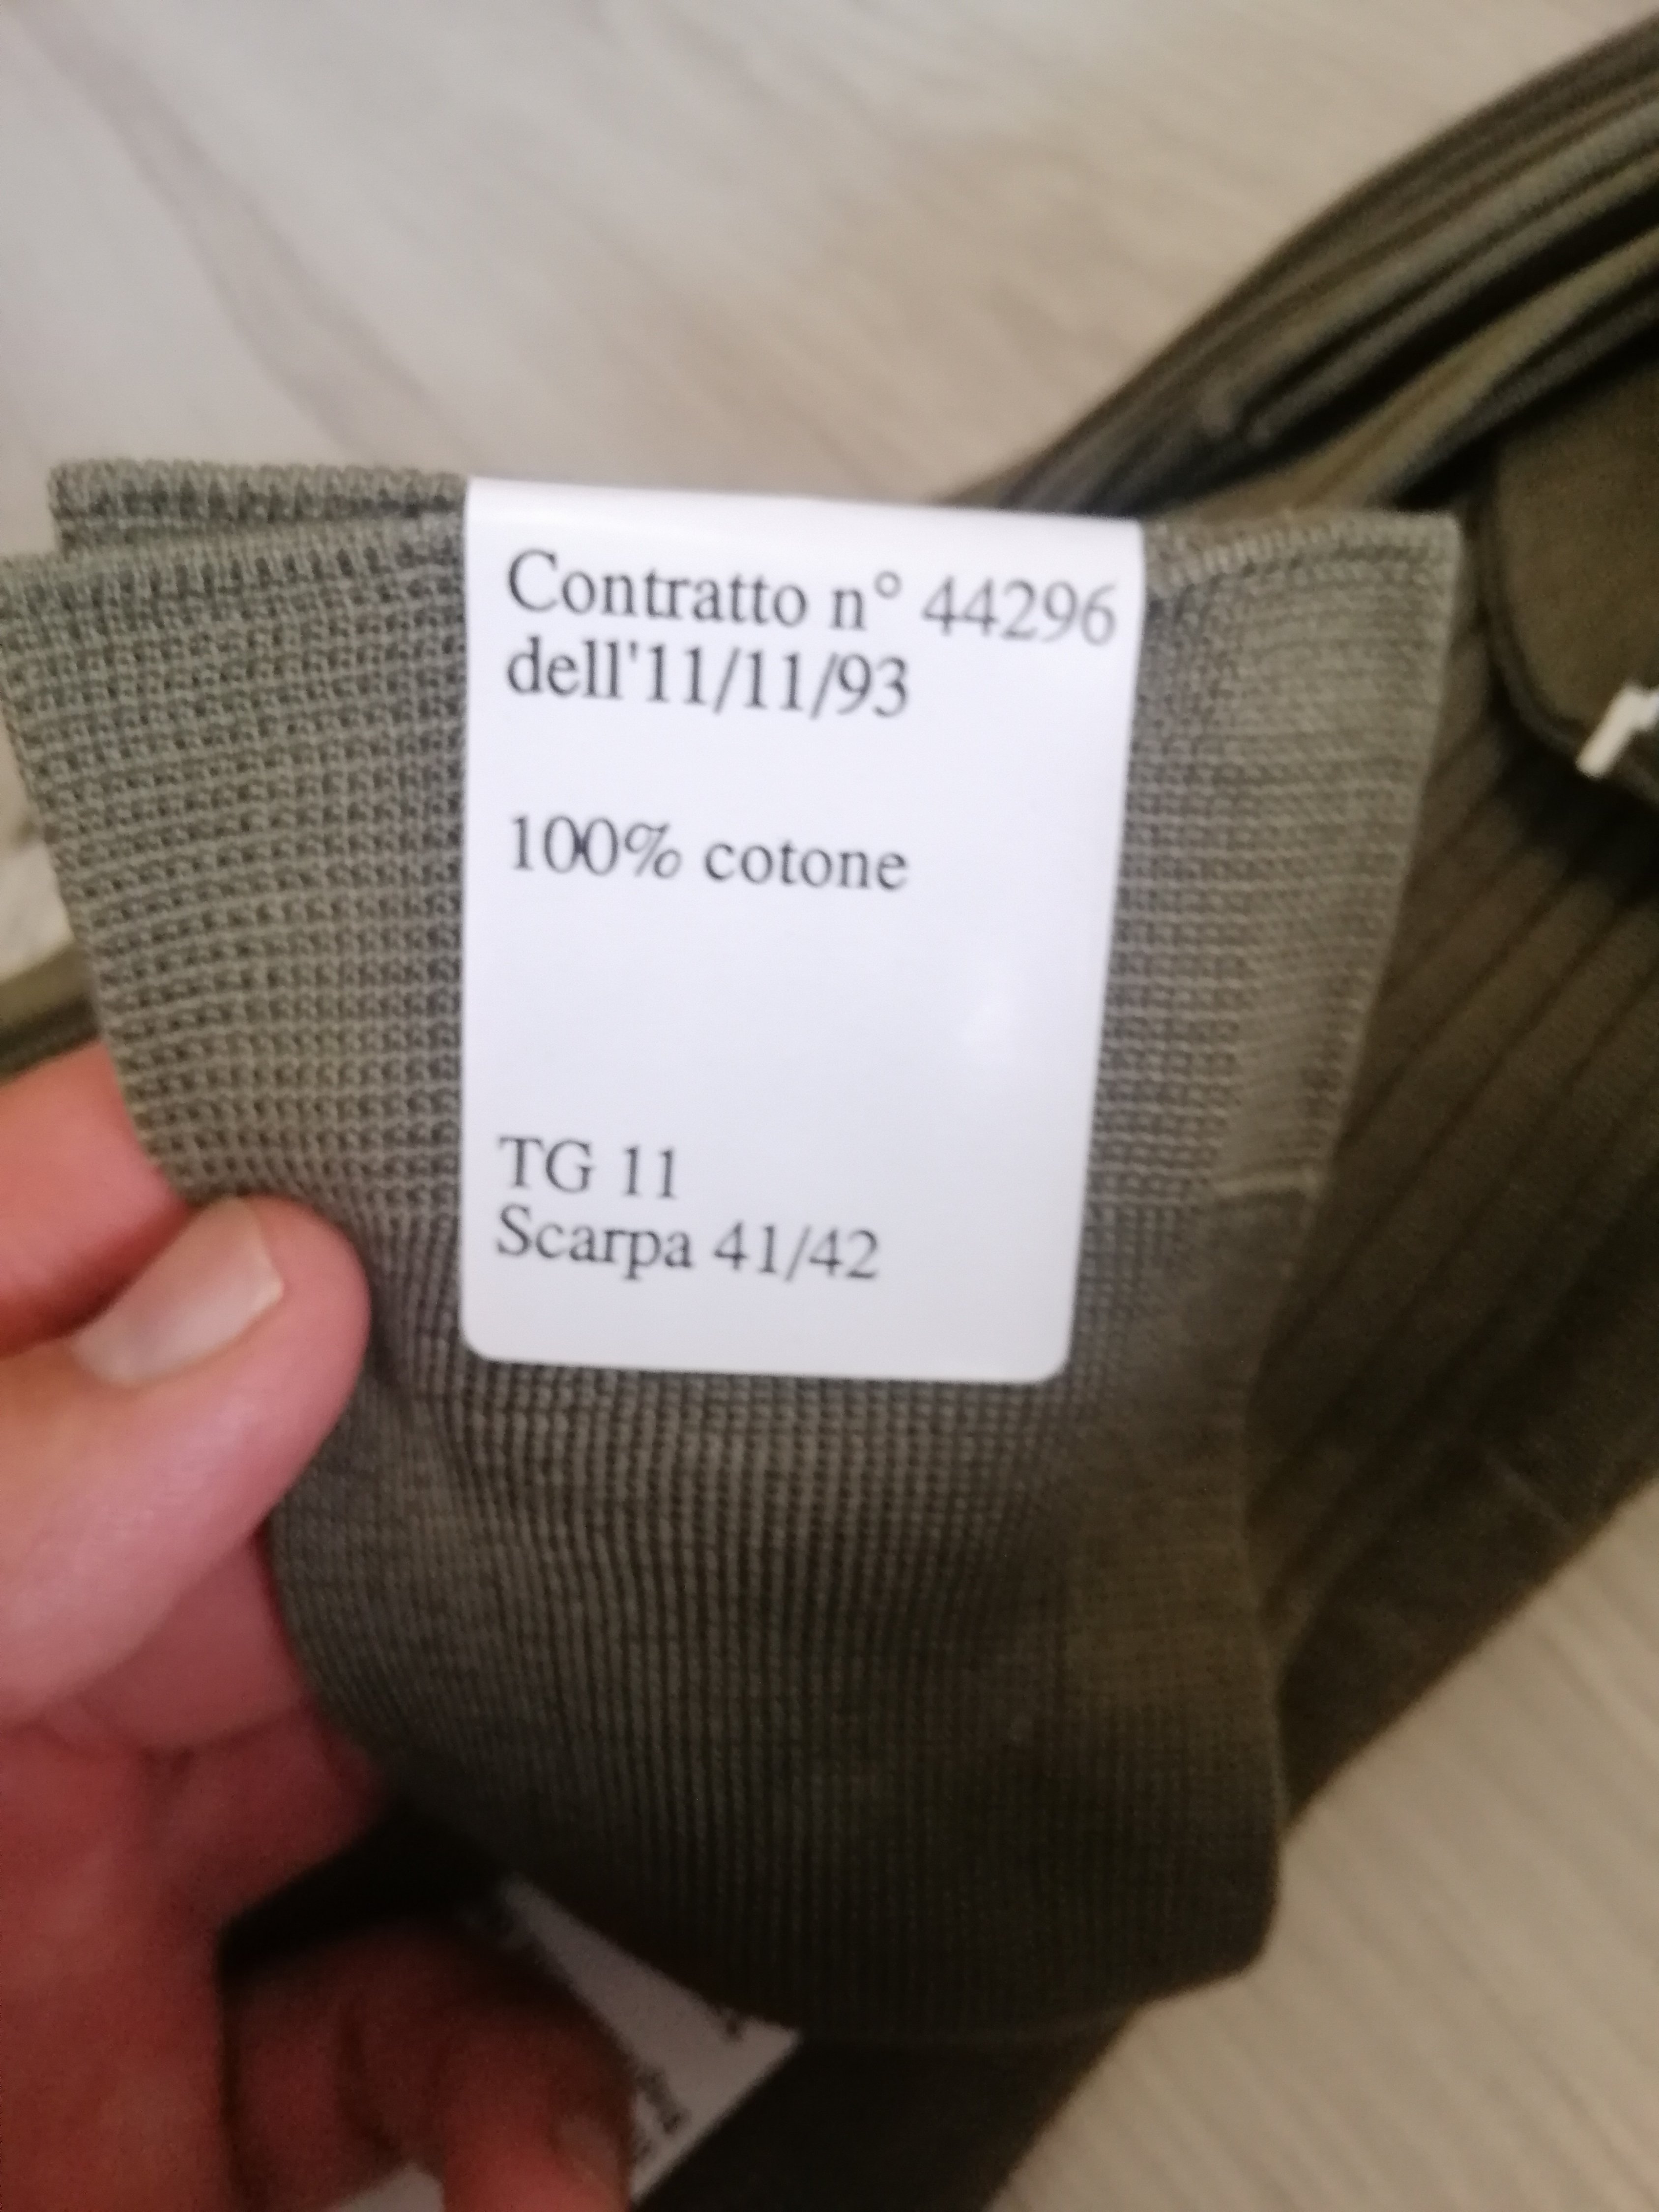 Contratto n° 44296
dell'11/11/93
100% cotone
TG 11
Scarpa 41/42